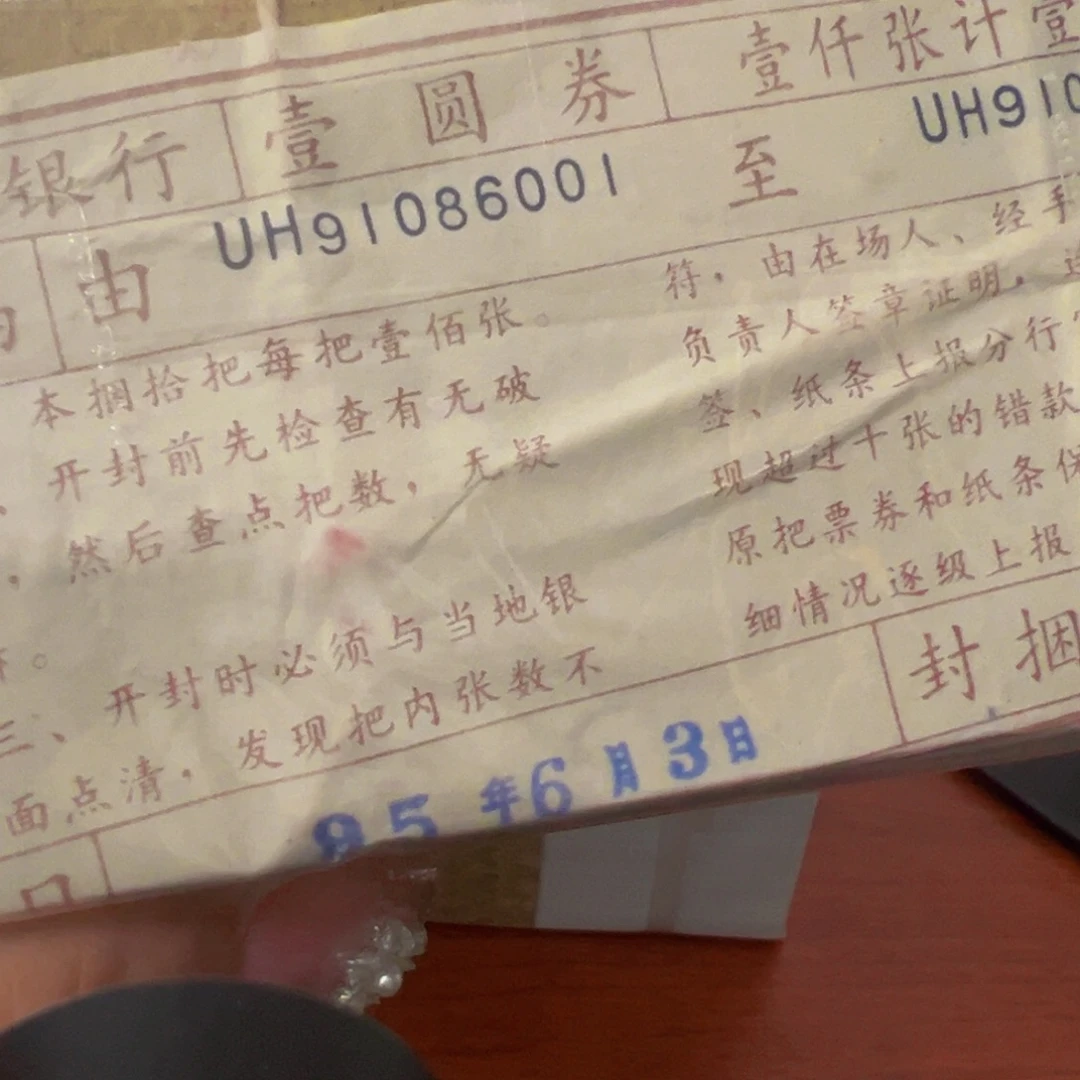 银行 壹圆券 壹仟张计壹
由 UH91086001 至 UH910
本捆拾把每把壹佰张。
、开封前先检查有无破
，然后查点把数，无疑
。
三、开封时必须与当地银
面点清，发现把内张数不
符，由在场人、经手
负责人签章证明，连
签、纸条上报分行
现超过十张的错款
原把票券和纸条保
细情况逐级上报
封捆
95年6月3日